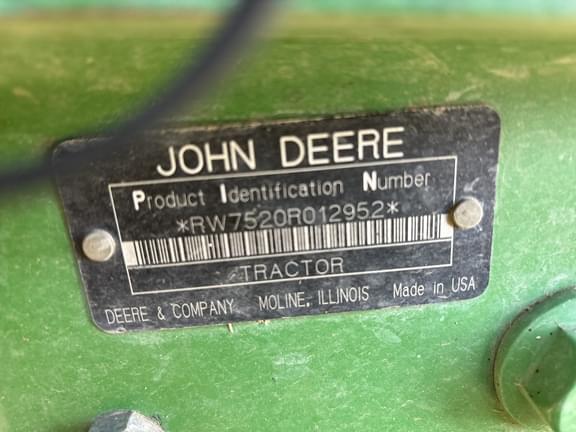 JOHN DEERE
Product Identification Number
*RW7520R012952*
TRACTOR
DEERE & COMPANY MOLINE, ILLINOIS Made in USA